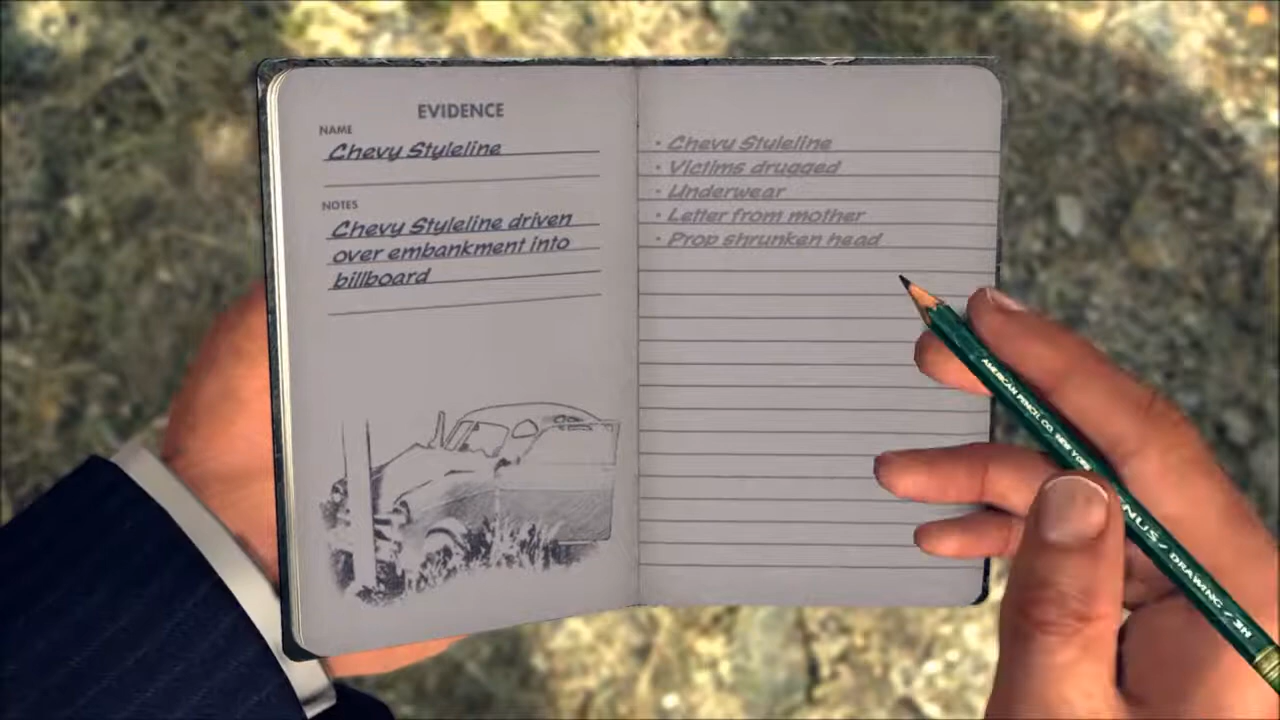 EVIDENCE
NAME
Chevy Styleline
NOTES
Chevy Styleline driven
over embankment into
billboard
• Chevy Styleline
• Victims drugged
• Underwear
• Letter from mother
• Prop shrunken head
AMERICAN PENCIL CO. NEW YORK
VENUS / DRAWING / 3H